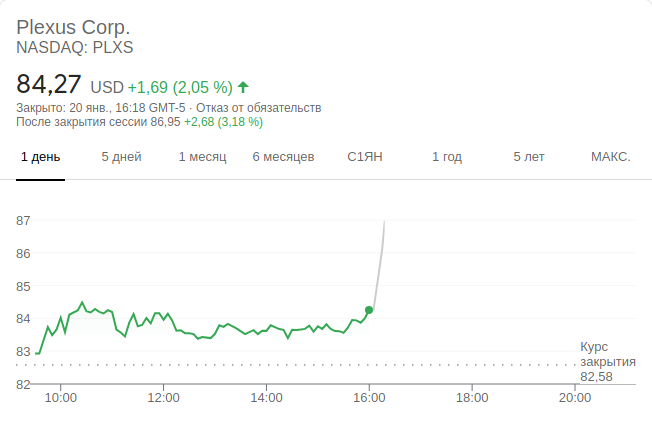 Plexus Corp.
NASDAQ: PLXS
84,27 USD +1,69 (2,05 %)
Закрыто: 20 янв., 16:18 GMT-5 · Отказ от обязательств
После закрытия сессии 86,95 +2,68 (3,18 %)
1 день 5 дней 1 месяц 6 месяцев С1ЯН 1 год 5 лет МАКС.
87
86
85
84
83
82
Курс
закрытия
82,58
10:00 12:00 14:00 16:00 18:00 20:00